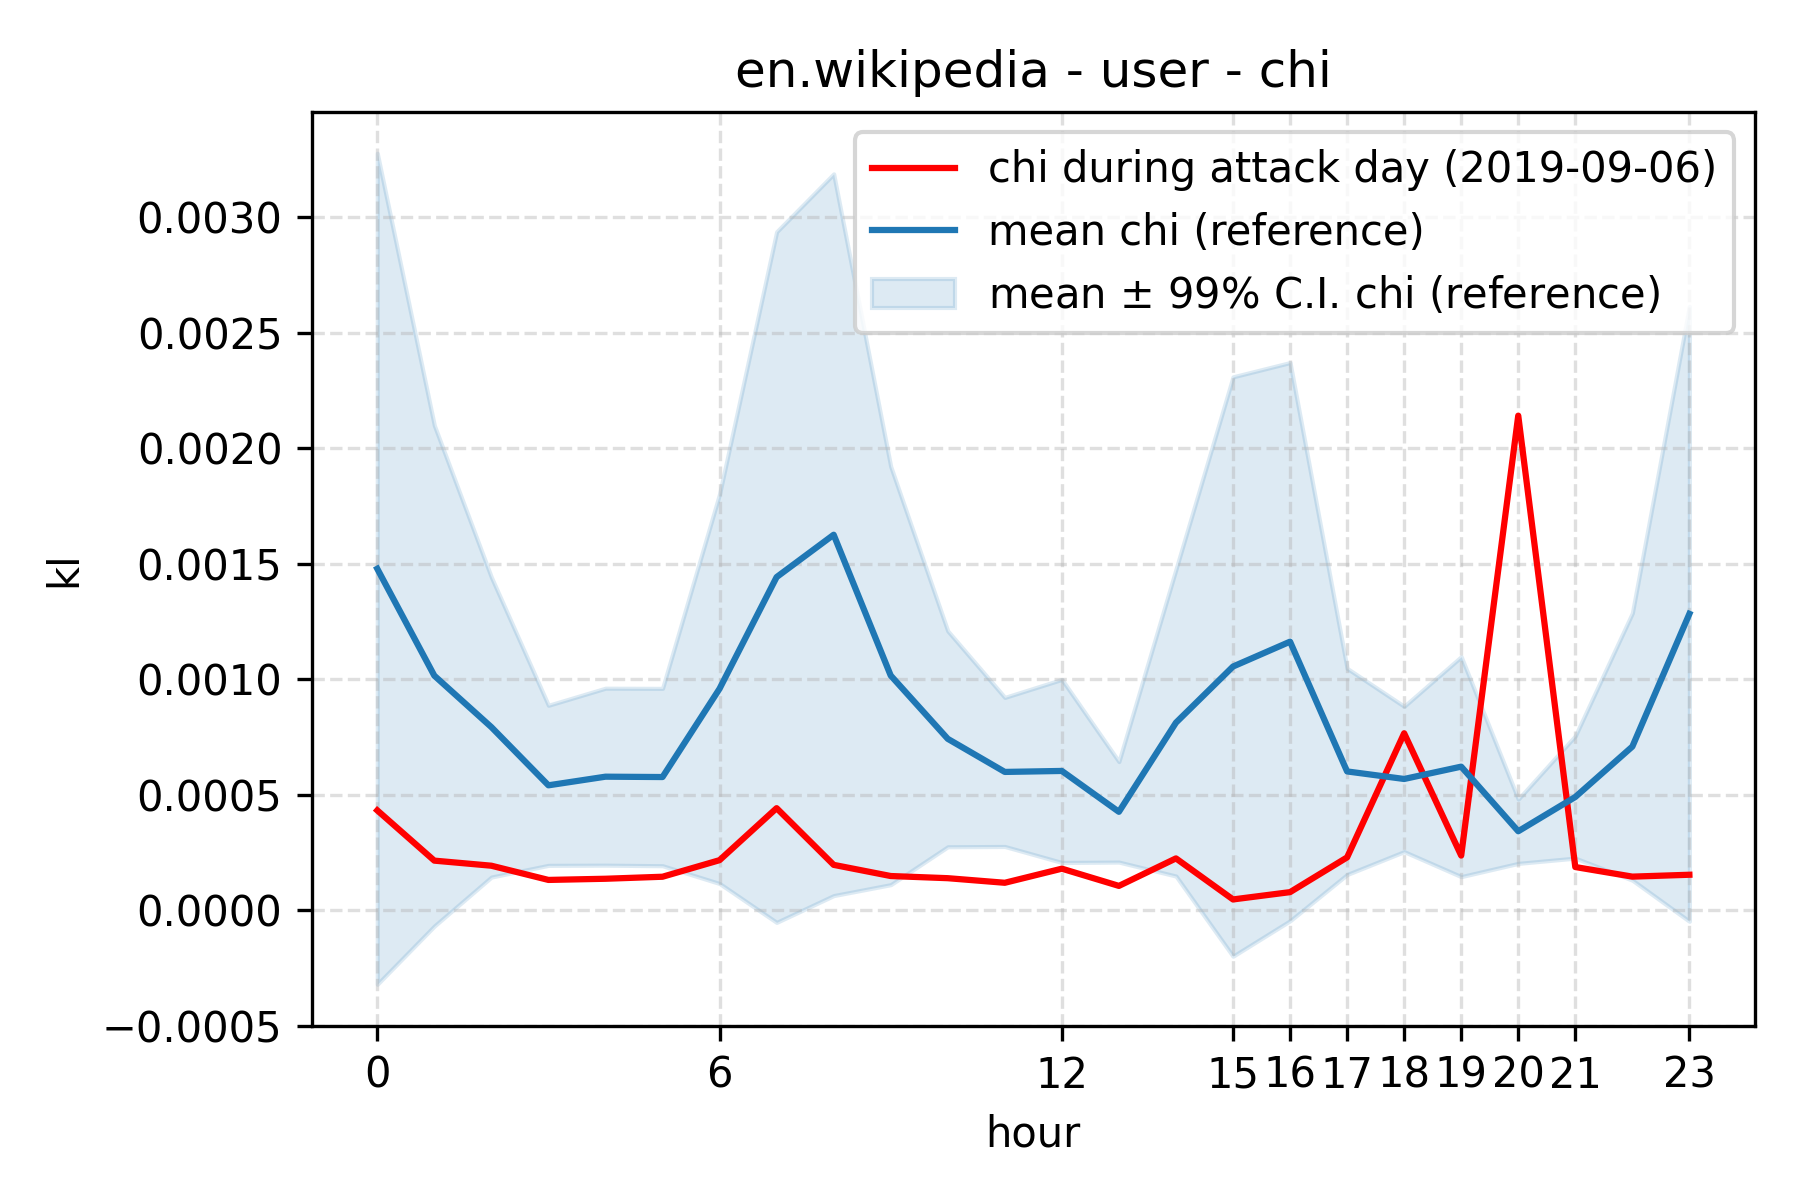 en.wikipedia - user - chi
chi during attack day (2019-09-06)
mean chi (reference)
mean ± 99% C.I. chi (reference)
kl
0.0030
0.0025
0.0020
0.0015
0.0010
0.0005
0.0000
−0.0005
0 6 12 15 16 17 18 19 20 21 23
hour